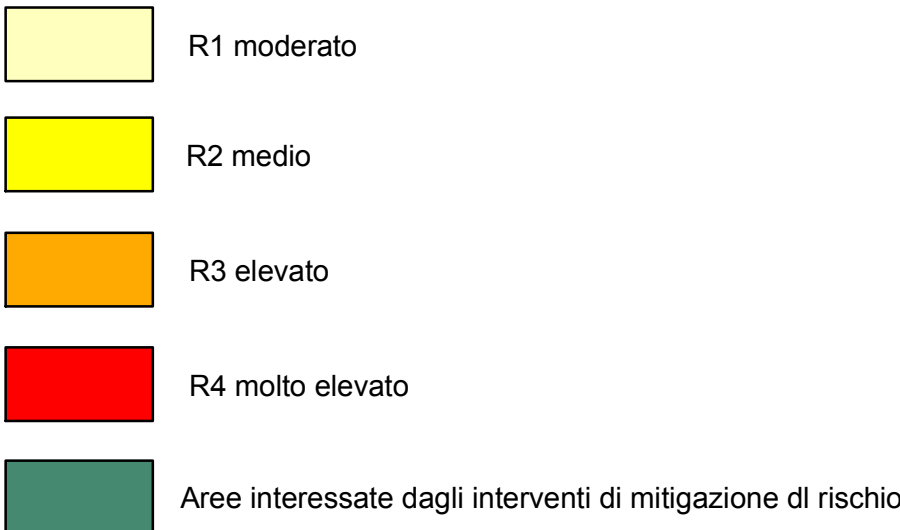 R1 moderato
R2 medio
R3 elevato
R4 molto elevato
Aree interessate dagli interventi di mitigazione dl rischio